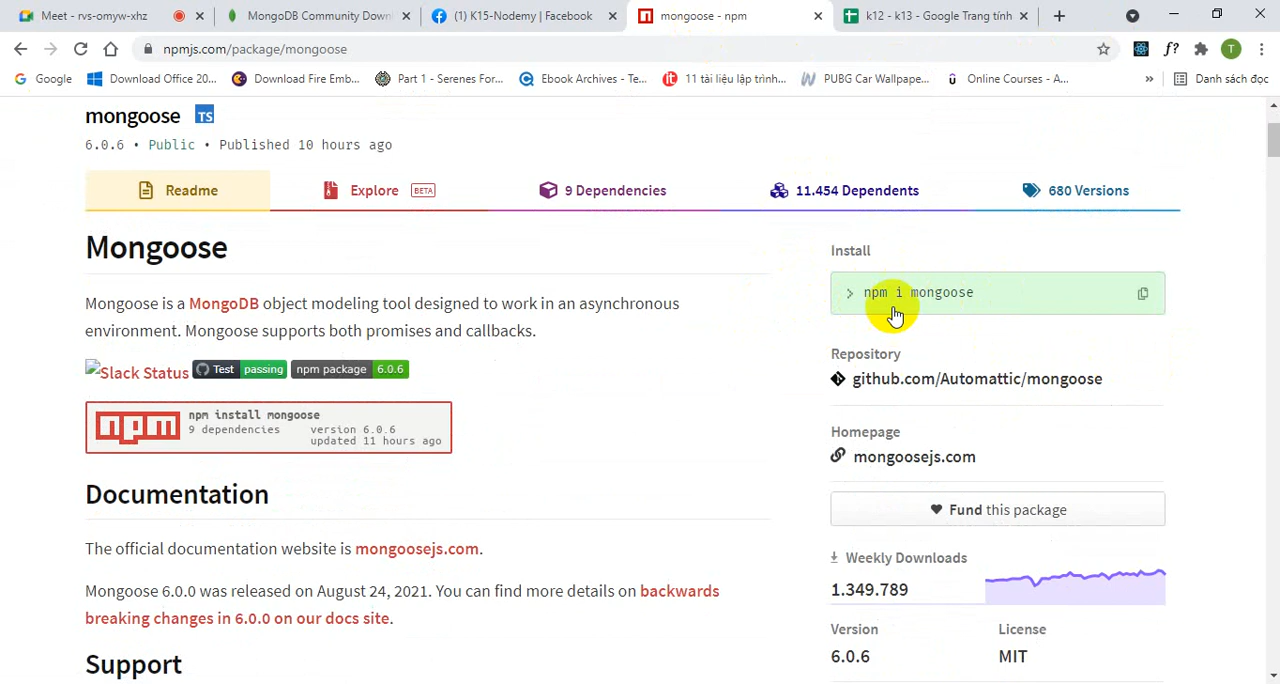 Meet - rvs-omyw-xhz
MongoDB Community Down
(1) K15-Nodemy | Facebook
mongoose - npm
k12 - k13 - Google Trang tính
npmjs.com/package/mongoose
f?
T
Google
Download Office 20...
Download Fire Emb...
Part 1 - Serienes For...
Ebook Archives - Te...
11 tài liệu lập trình...
PUBG Car Wallpape...
Online Courses - A...
»
Danh sách đọc
mongoose TS
6.0.6 • Public • Published 10 hours ago
Readme
Explore BETA
9 Dependencies
11.454 Dependents
680 Versions
Mongoose
Mongoose is a MongoDB object modeling tool designed to work in an asynchronous
environment. Mongoose supports both promises and callbacks.
Slack Status Test passing npm package 6.0.6
npm npm install mongoose
9 dependencies version 6.0.6
updated 11 hours ago
Documentation
The official documentation website is mongoosejs.com.
Mongoose 6.0.0 was released on August 24, 2021. You can find more details on backwards
breaking changes in 6.0.0 on our docs site.
Support
Install
> npm i mongoose
Repository
github.com/Automattic/mongoose
Homepage
mongoosejs.com
Fund this package
Weekly Downloads
1.349.789
Version
6.0.6
License
MIT